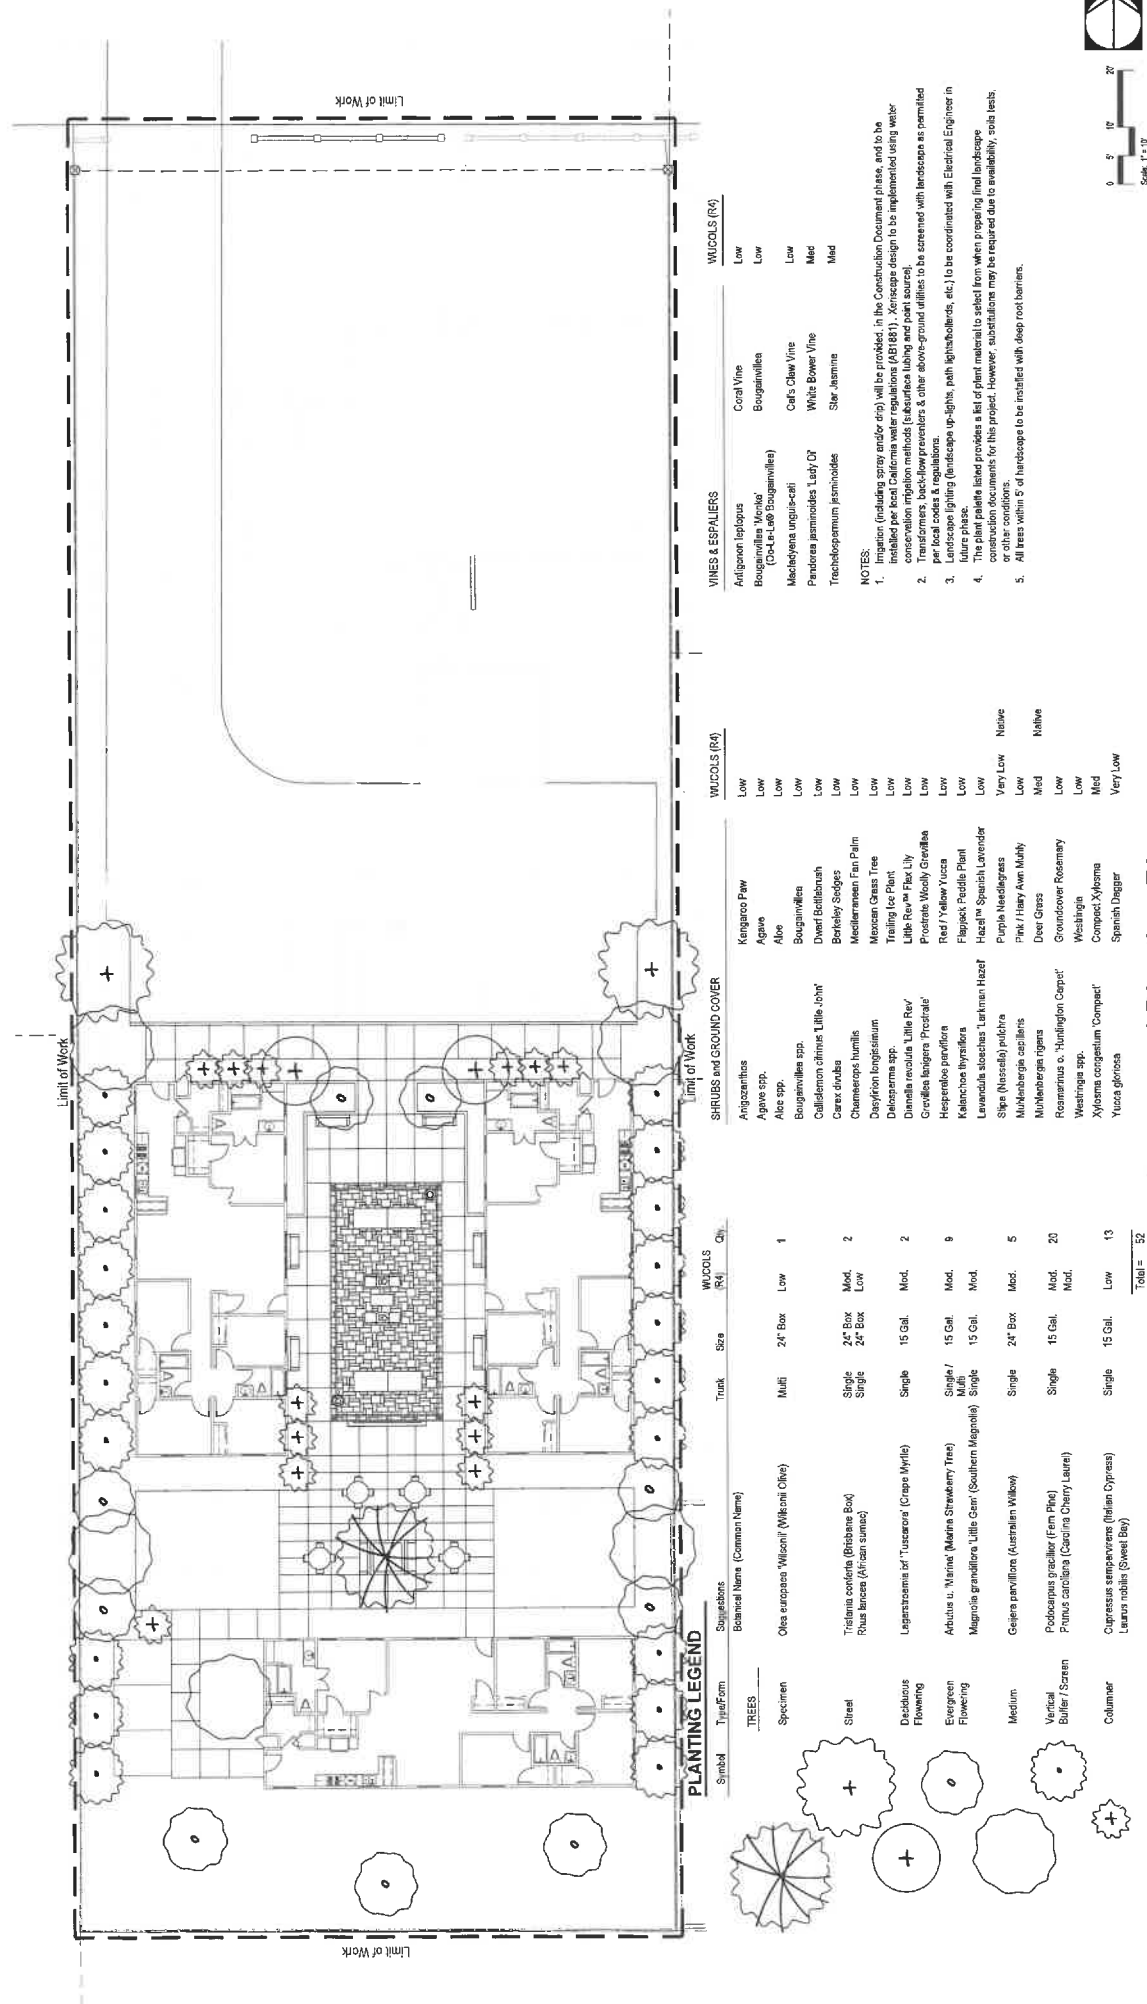 Limit of Work
Limit of Work
Limit of Work
Limit of Work
PLANTING LEGEND
Symbol Type/Form Suggestions Trunk Size WUCOLS (R4) Qty.
Botanical Name (Common Name)
TREES
Specimen Olea europaea 'Wilsonii' (Wilsonii Olive) Multi 24" Box Low 1
Street Tristania conferta (Brisbane Box) Single 24" Box Mod. 2
Rhus lancea (African sumac) Single 24" Box Low
Deciduous Flowering Lagerstroemia ixf 'Tuscarora' (Crape Myrtle) Single 15 Gal. Mod. 2
Evergreen Flowering Arbutus u. 'Marina' (Marina Strawberry Tree) Single / Multi 15 Gal. Mod. 9
Magnolia grandiflora 'Little Gem' (Southern Magnolia) Single 15 Gal. Mod.
Medium Geijera parviflora (Australian Willow) Single 24" Box Mod. 5
Vertical Podocarpus gracilior (Fern Pine) Single 15 Gal. Mod. 20
Buffer / Screen Prunus caroliana (Carolina Cherry Laurel) Mod.
Columner Cupressus sempervirens (Italian Cypress) Single 15 Gal. Low 13
Laurus nobilis (Sweet Bay)
Total = 52
SHRUBS and GROUND COVER WUCOLS (R4)
Anigozanthos Kangaroo Paw Low
Agave spp. Agave Low
Aloe spp. Aloe Low
Bougainvillea spp. Bougainvillea Low
Callistemon citrinus 'Little John' Dwarf Bottlebrush Low
Carex divulsa Berkeley Sedges Low
Chamaerops humilis Mediterranean Fan Palm Low
Dasylirion longissimum Mexican Grass Tree Low
Delosperma spp. Trailing Ice Plant Low
Dianella revoluta 'Little Rev' Little Rev™ Flax Lily Low
Grevillea lanigera 'Prostrate' Prostrate Woolly Grevillea Low
Hesperaloe parviflora Red / Yellow Yucca Low
Kalanchoe thyrsiflora Flapjack Paddle Plant Low
Lavandula stoechas 'Larkman Hazel' Hazel™ Spanish Lavender Low
Stipa (Nassella) pulchra Purple Needlegrass Very Low Native
Muhlenbergia capillaris Pink / Hairy Awn Muhly Low
Muhlenbergia rigens Deer Grass Med Native
Rosmarinus o. 'Huntington Carpet' Groundcover Rosemary Low
Westringia spp. Westringia Low
Xylosma congestum 'Compact' Compact Xylosma Med
Yucca gloriosa Spanish Dagger Very Low
VINES & ESPALIERS WUCOLS (R4)
Antigonon leptopus Coral Vine Low
Bougainvillea 'Monka' Bougainvillea Low
(Oo-La-La® Bougainvillea)
Macfadyena unguis-cati Cat's Claw Vine Low
Pandorea jasminoides 'Lady Di' White Bower Vine Med
Trachelospermum jasminoides Star Jasmine Med
NOTES:
1. Irrigation (including spray and/or drip) will be provided, in the Construction Document phase, and to be
installed per local California water regulations (AB1881). Xeriscape design to be implemented using water
conservation irrigation methods [subsurface tubing and point source].
2. Transformers, back-flow preventers & other above-ground utilities to be screened with landscape as permitted
per local codes & regulations.
3. Landscape lighting (landscape up-lights, path lights/bollards, etc.) to be coordinated with Electrical Engineer in
future phase.
4. The plant palette listed provides a list of plant material to select from when preparing final landscape
construction documents for this project. However, substitutions may be required due to availability, soils tests,
or other conditions.
5. All trees within 5' of hardscape to be installed with deep root barriers.
0 5' 10' 20'
Scale: 1" = 10'